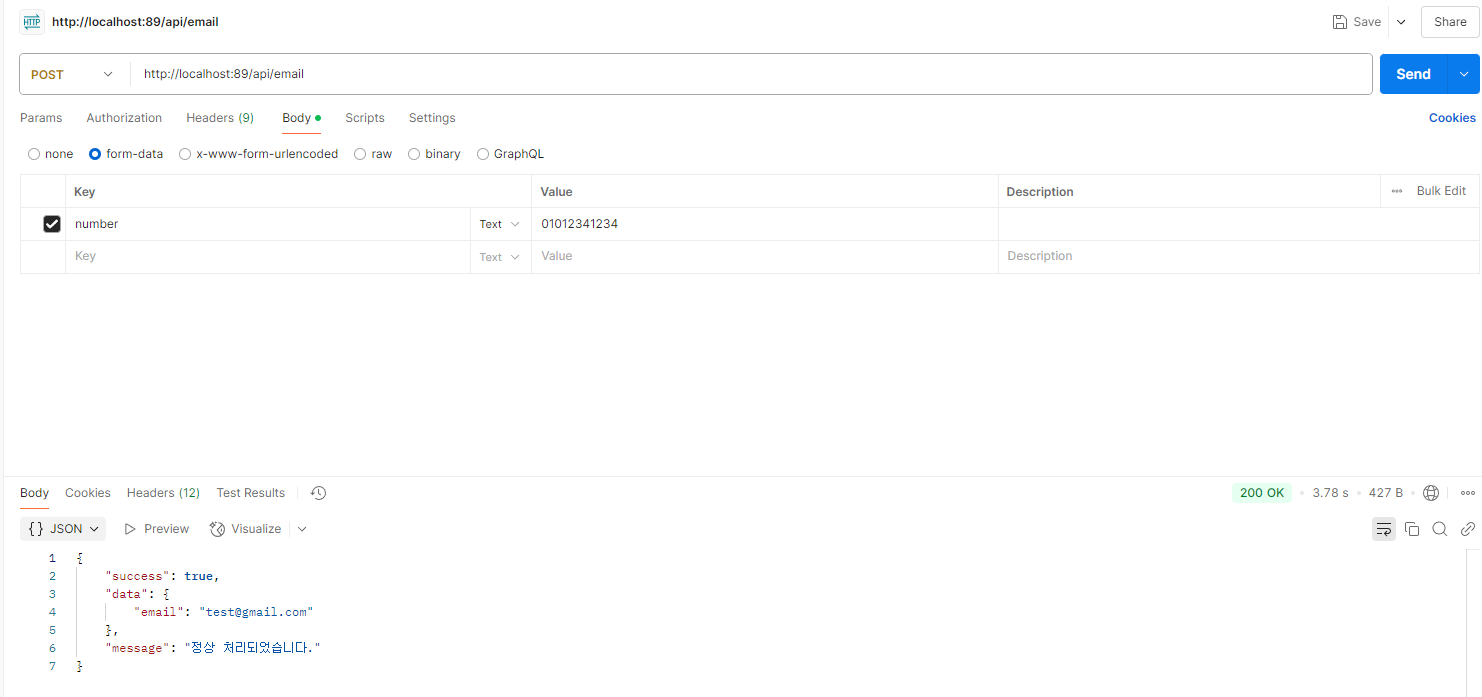 HTTP http://localhost:89/api/email Save Share
POST http://localhost:89/api/email Send
Params Authorization Headers (9) Body Scripts Settings Cookies
none form-data x-www-form-urlencoded raw binary GraphQL
Key Value Description Bulk Edit
number Text 01012341234
Key Text Value Description
Body Cookies Headers (12) Test Results 200 OK 3.78 s 427 B
{} JSON Preview Visualize
1 {
2 "success": true,
3 "data": {
4 "email": "test@gmail.com"
5 },
6 "message": "정상 처리되었습니다."
7 }